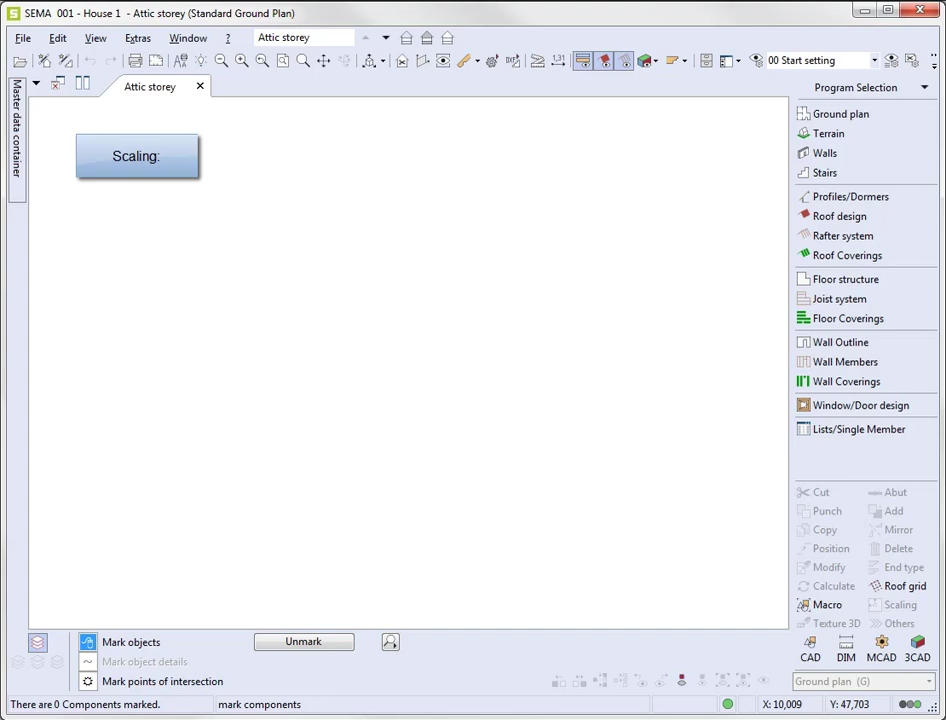 SEMA 001 - House 1 - Attic storey (Standard Ground Plan)
File Edit View Extras Window ? Attic storey
00 Start setting
Master data container
Attic storey
Scaling:
Program Selection
Ground plan
Terrain
Walls
Stairs
Profiles/Dormers
Roof design
Rafter system
Roof Coverings
Floor structure
Joist system
Floor Coverings
Wall Outline
Wall Members
Wall Coverings
Window/Door design
Lists/Single Member
Cut Abut
Punch Add
Copy Mirror
Position Delete
Modify End type
Calculate Roof grid
Macro Scaling
Texture 3D Others
CAD DIM MCAD 3CAD
Ground plan (G)
Mark objects Unmark
Mark object details
Mark points of intersection
There are 0 Components marked. mark components X: 10,009 Y: 47,703